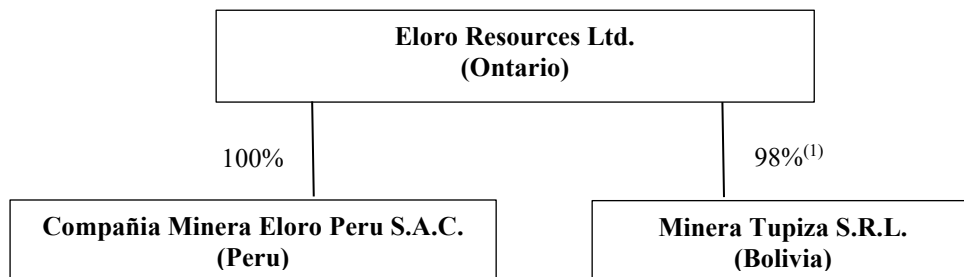 Eloro Resources Ltd.
(Ontario)
100%
98%(1)
Compañia Minera Eloro Peru S.A.C.
(Peru)
Minera Tupiza S.R.L.
(Bolivia)